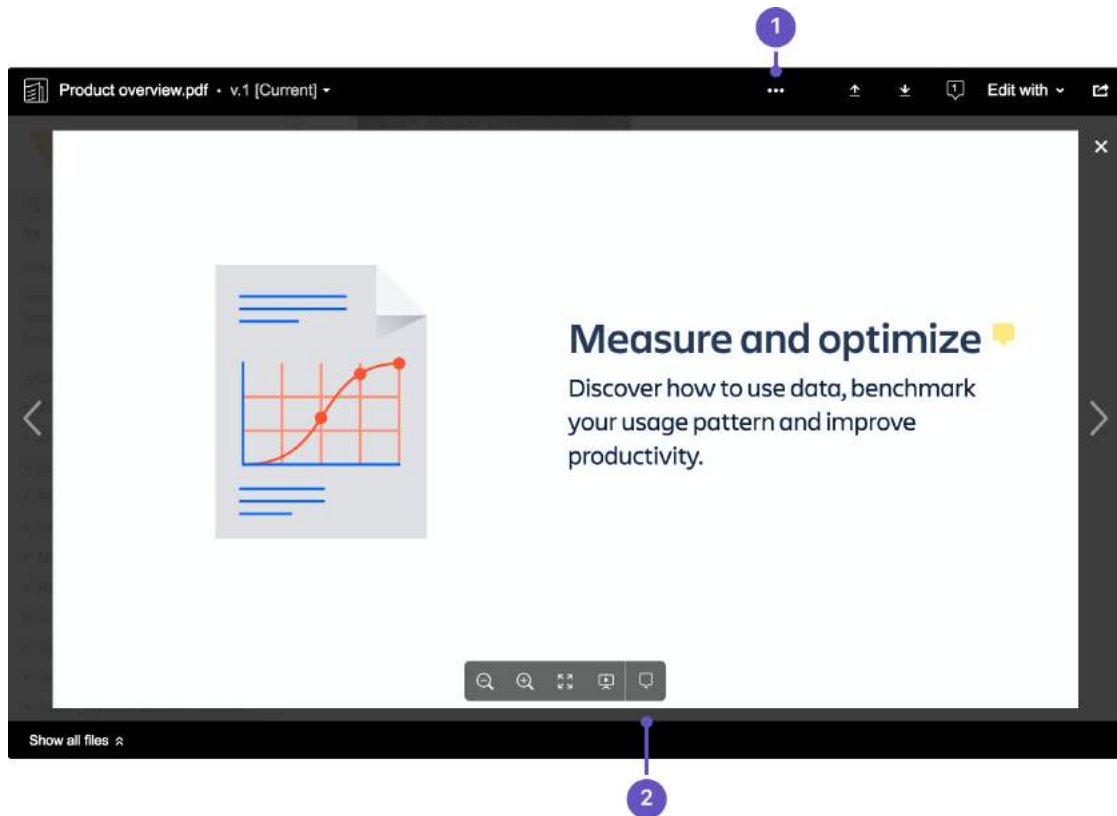 1
Product overview.pdf • v.1 [Current]
1
Edit with
Measure and optimize
Discover how to use data, benchmark
your usage pattern and improve
productivity.
Show all files
2